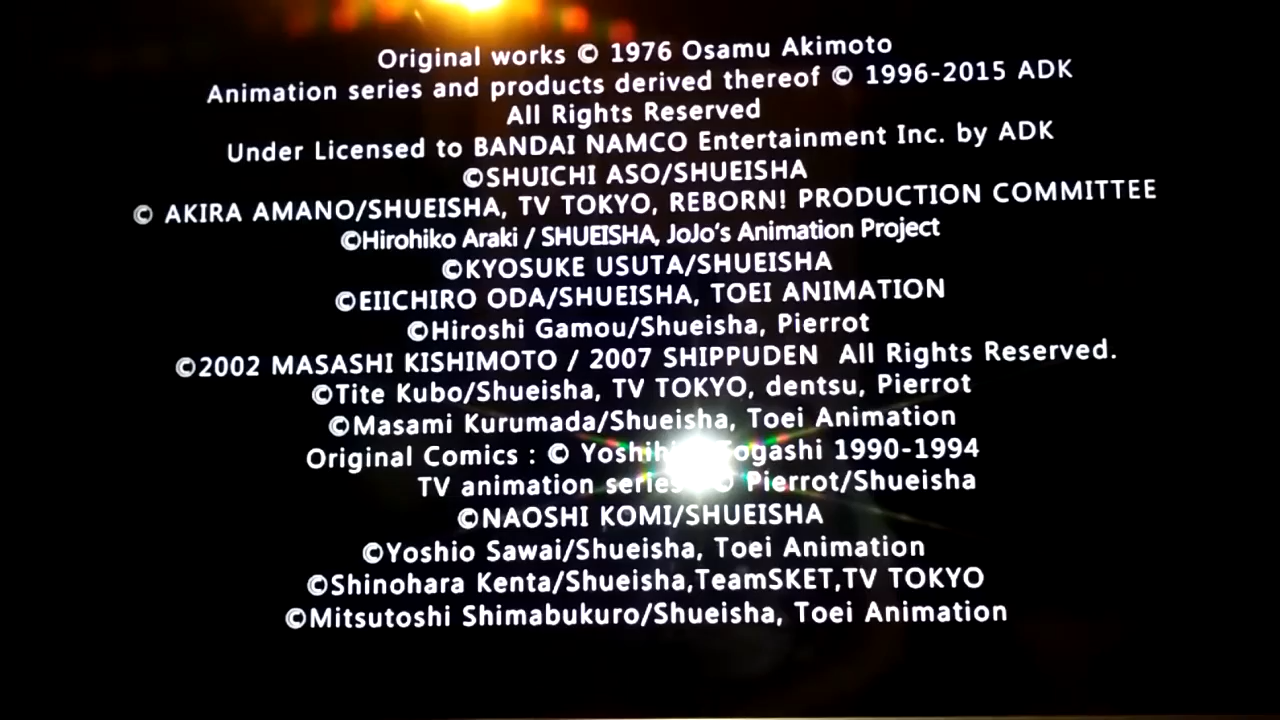 Original works © 1976 Osamu Akimoto
Animation series and products derived thereof © 1996-2015 ADK
All Rights Reserved
Under Licensed to BANDAI NAMCO Entertainment Inc. by ADK
©SHUICHI ASO/SHUEISHA
© AKIRA AMANO/SHUEISHA, TV TOKYO, REBORN! PRODUCTION COMMITTEE
©Hirohiko Araki / SHUEISHA, JoJo's Animation Project
©KYOSUKE USUTA/SHUEISHA
©EIICHIRO ODA/SHUEISHA, TOEI ANIMATION
©Hiroshi Gamou/Shueisha, Pierrot
©2002 MASASHI KISHIMOTO / 2007 SHIPPUDEN All Rights Reserved.
©Tite Kubo/Shueisha, TV TOKYO, dentsu, Pierrot
©Masami Kurumada/Shueisha, Toei Animation
Original Comics : © 1990-1994
TV animation series © Pierrot/Shueisha
©NAOSHI KOMI/SHUEISHA
©Yoshio Sawai/Shueisha, Toei Animation
©Shinohara Kenta/Shueisha,TeamSKET,TV TOKYO
©Mitsutoshi Shimabukuro/Shueisha, Toei Animation